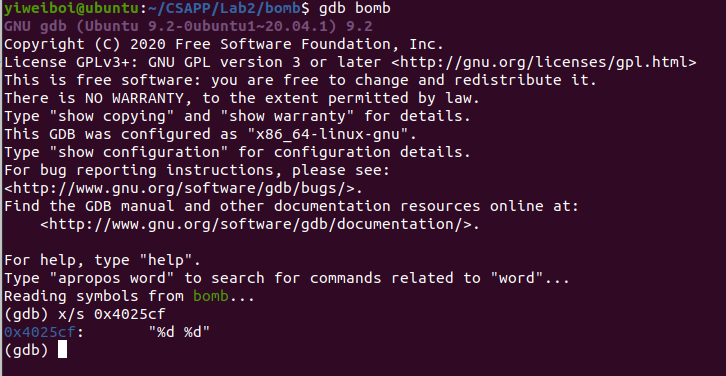 yiweiboi@ubuntu:~/CSAPP/Lab2/bomb$ gdb bomb
GNU gdb (Ubuntu 9.2-0ubuntu1~20.04.1) 9.2
Copyright (C) 2020 Free Software Foundation, Inc.
License GPLv3+: GNU GPL version 3 or later <http://gnu.org/licenses/gpl.html>
This is free software: you are free to change and redistribute it.
There is NO WARRANTY, to the extent permitted by law.
Type "show copying" and "show warranty" for details.
This GDB was configured as "x86_64-linux-gnu".
Type "show configuration" for configuration details.
For bug reporting instructions, please see:
<http://www.gnu.org/software/gdb/bugs/>.
Find the GDB manual and other documentation resources online at:
    <http://www.gnu.org/software/gdb/documentation/>.

For help, type "help".
Type "apropos word" to search for commands related to "word"...
Reading symbols from bomb...
(gdb) x/s 0x4025cf
0x4025cf:       "%d %d"
(gdb)